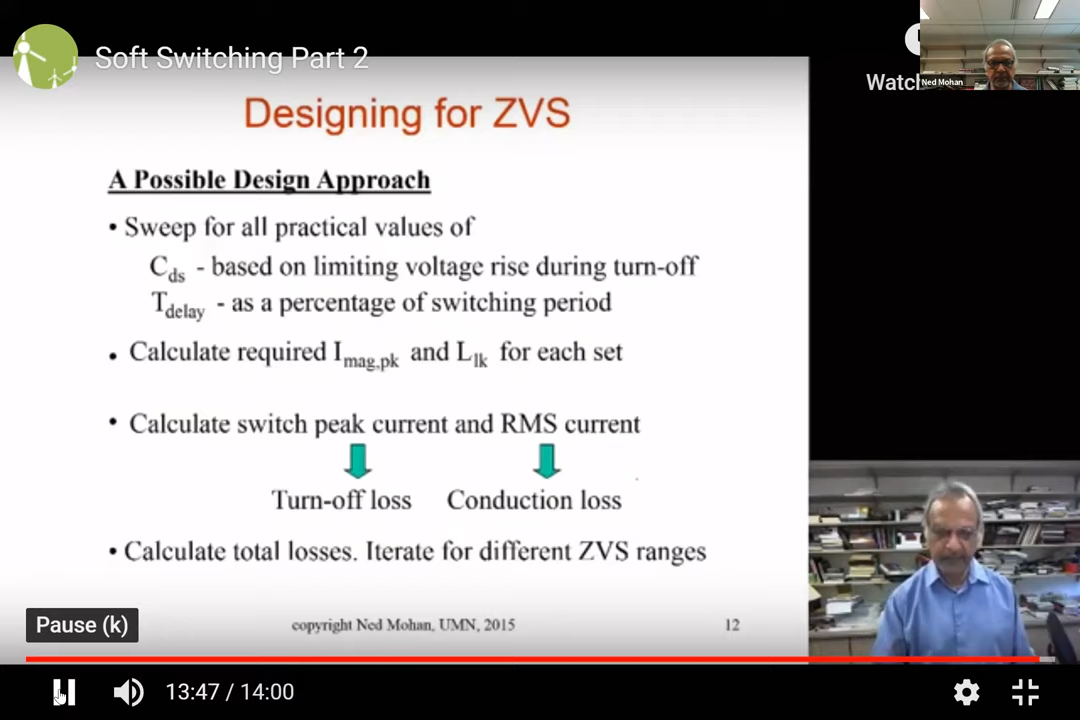 Soft Switching Part 2
Ned Mohan
Designing for ZVS
A Possible Design Approach
• Sweep for all practical values of
Cds - based on limiting voltage rise during turn-off
Tdelay - as a percentage of switching period
• Calculate required Imag,pk and Llk for each set
• Calculate switch peak current and RMS current
Turn-off loss Conduction loss
• Calculate total losses. Iterate for different ZVS ranges
Pause (k)
copyright Ned Mohan, UMN, 2015 12
13:47 / 14:00